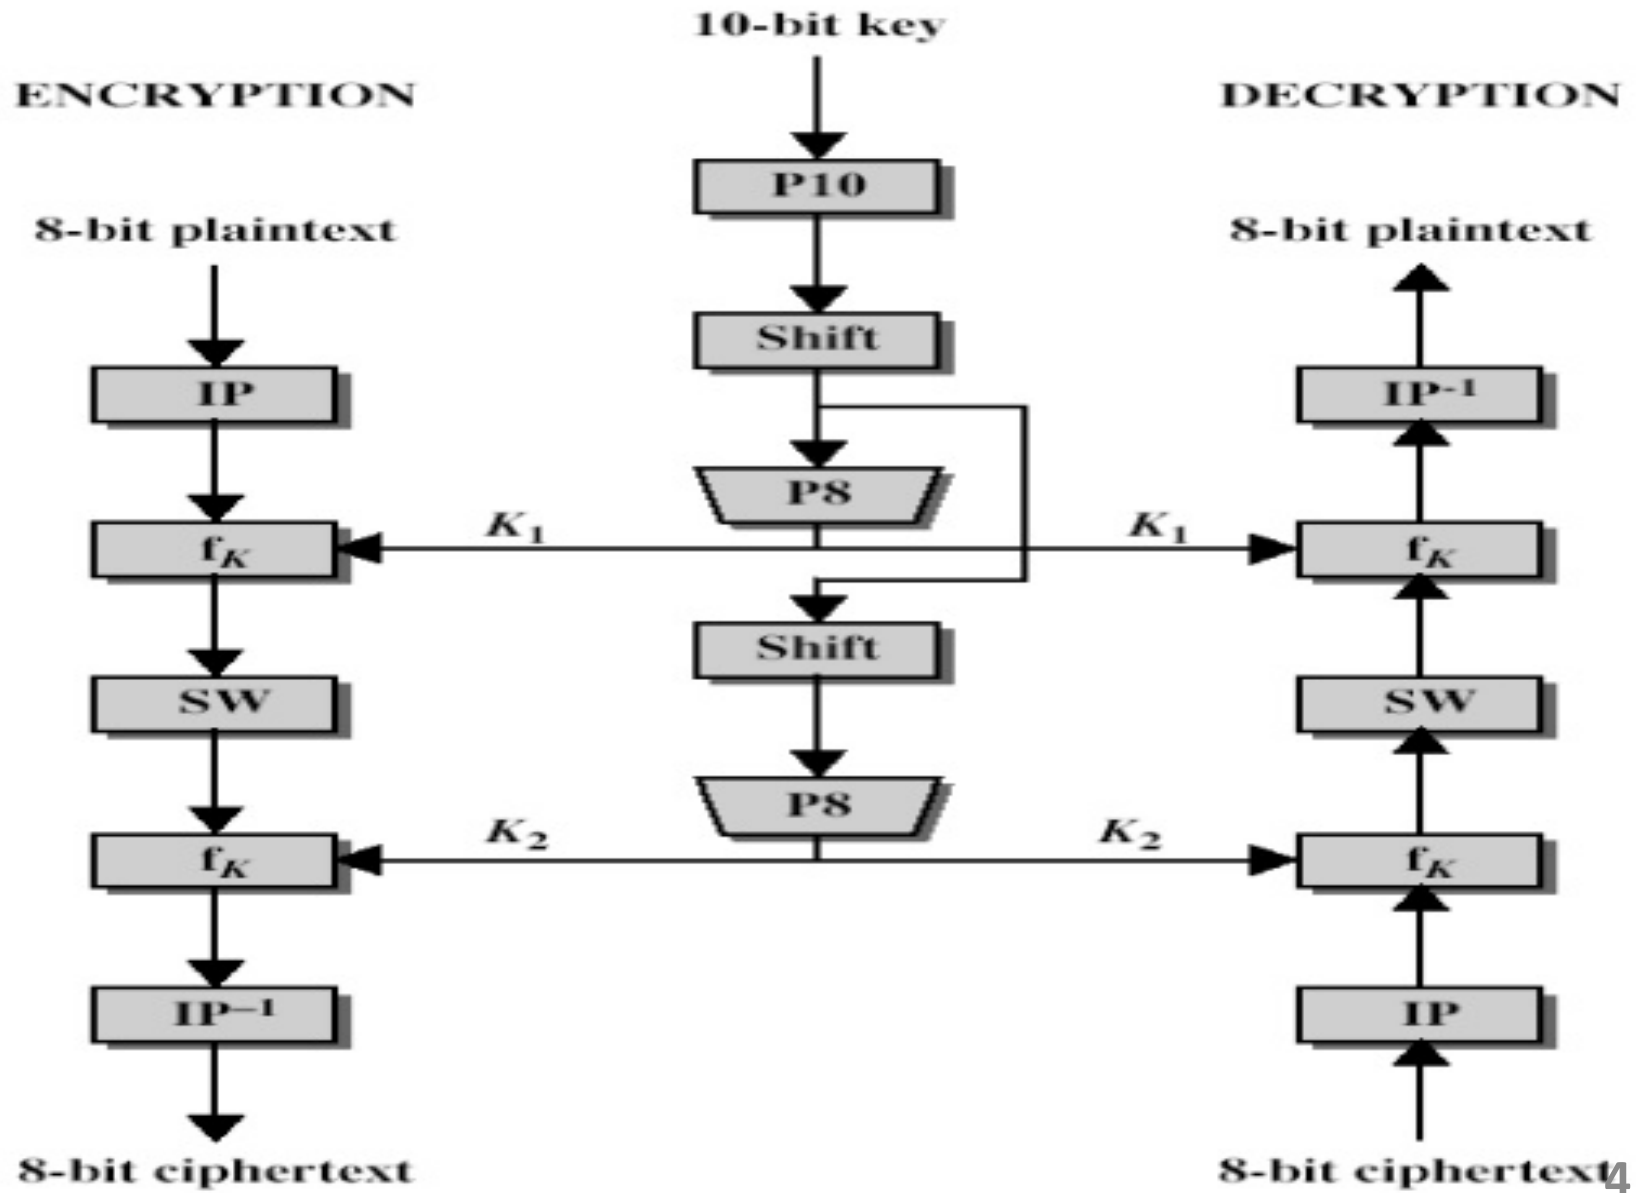 10-bit key
ENCRYPTION
DECRYPTION
P10
8-bit plaintext
8-bit plaintext
Shift
IP
IP-1
P8
K1
K1
fK
fK
Shift
SW
SW
P8
K2
K2
fK
fK
IP–1
IP
8-bit ciphertext
8-bit ciphertext
4